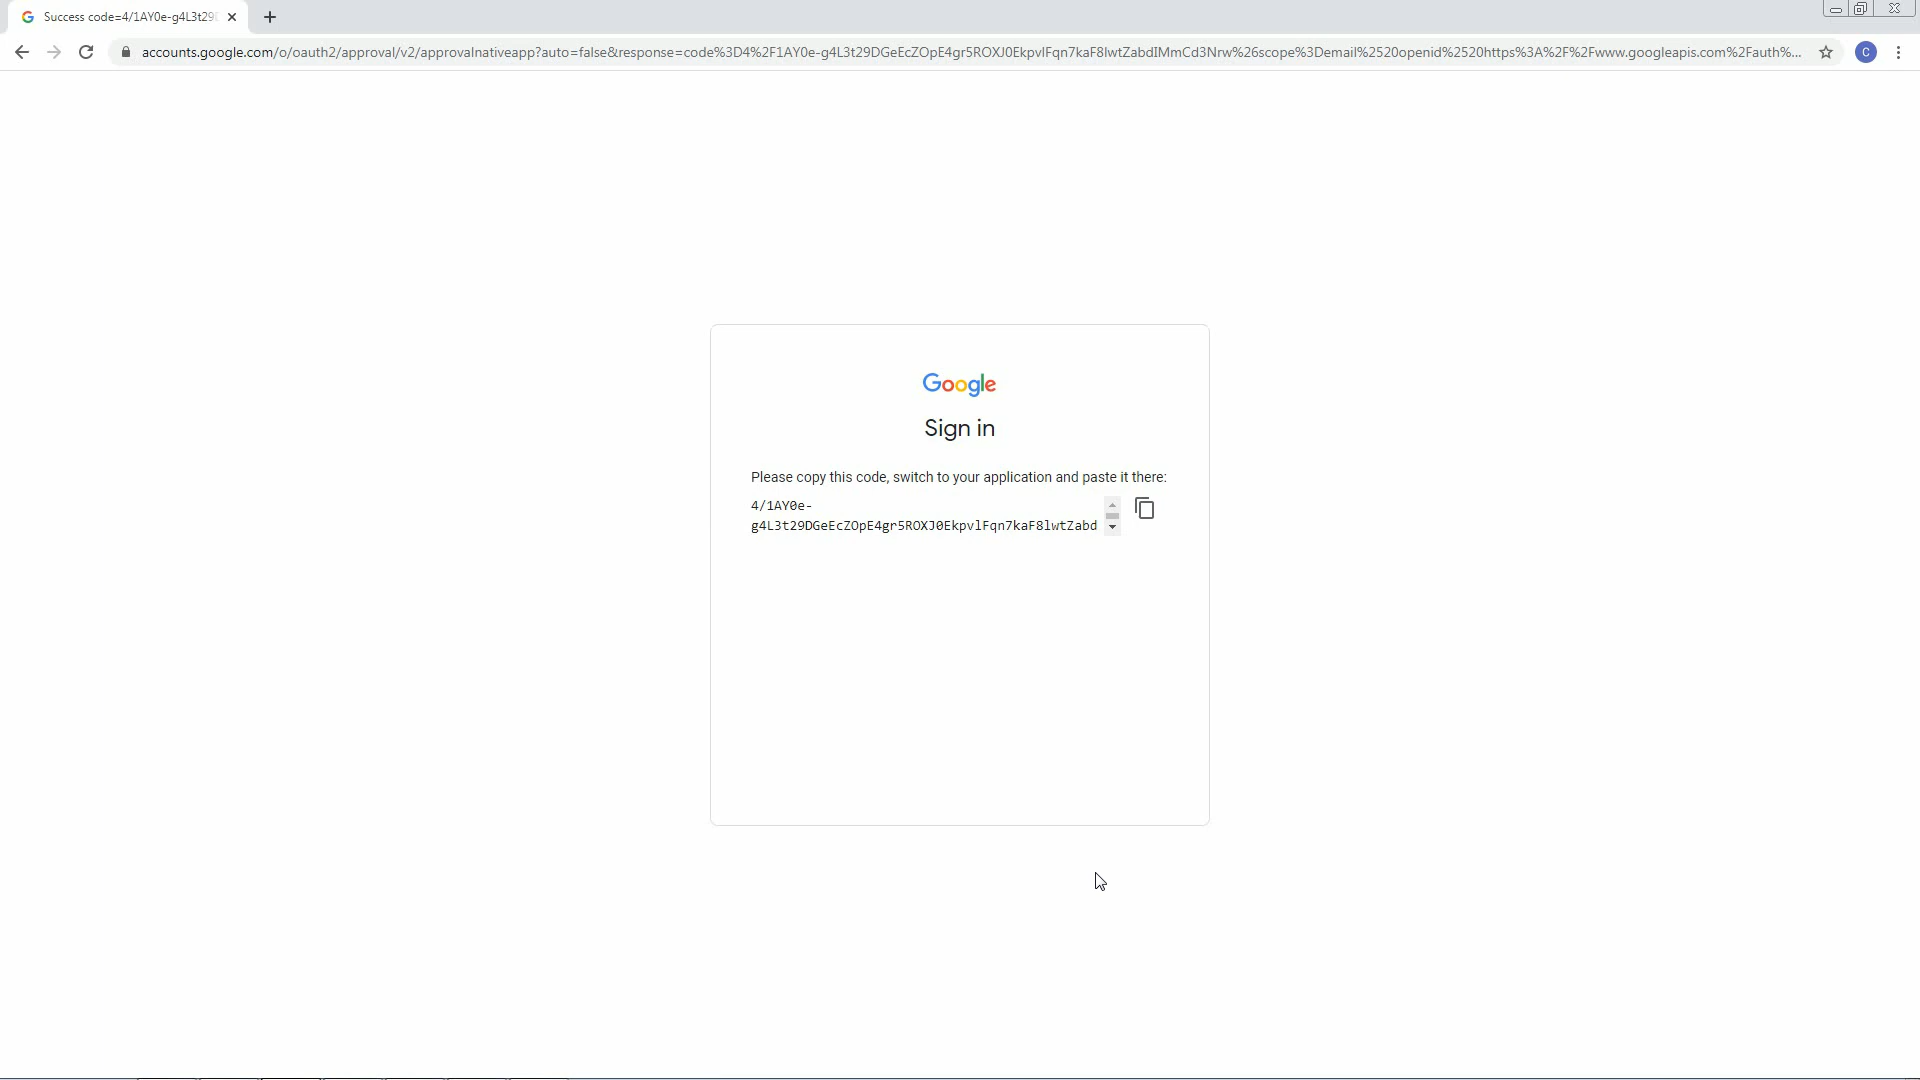 Success code=4/1AY0e-g4L3t29
accounts.google.com/o/oauth2/approval/v2/approvalnativeapp?auto=false&response=code%3D4%2F1AY0e-g4L3t29DGeEcZOpE4gr5ROXJ0EkpvlFqn7kaF8lwtZabdIMmCd3Nrw%26scope%3Demail%2520openid%2520https%3A%2F%2Fwww.googleapis.com%2Fauth%...
C
Google
Sign in
Please copy this code, switch to your application and paste it there:
4/1AY0e-
g4L3t29DGeEcZOpE4gr5ROXJ0EkpvlFqn7kaF8lwtZabd